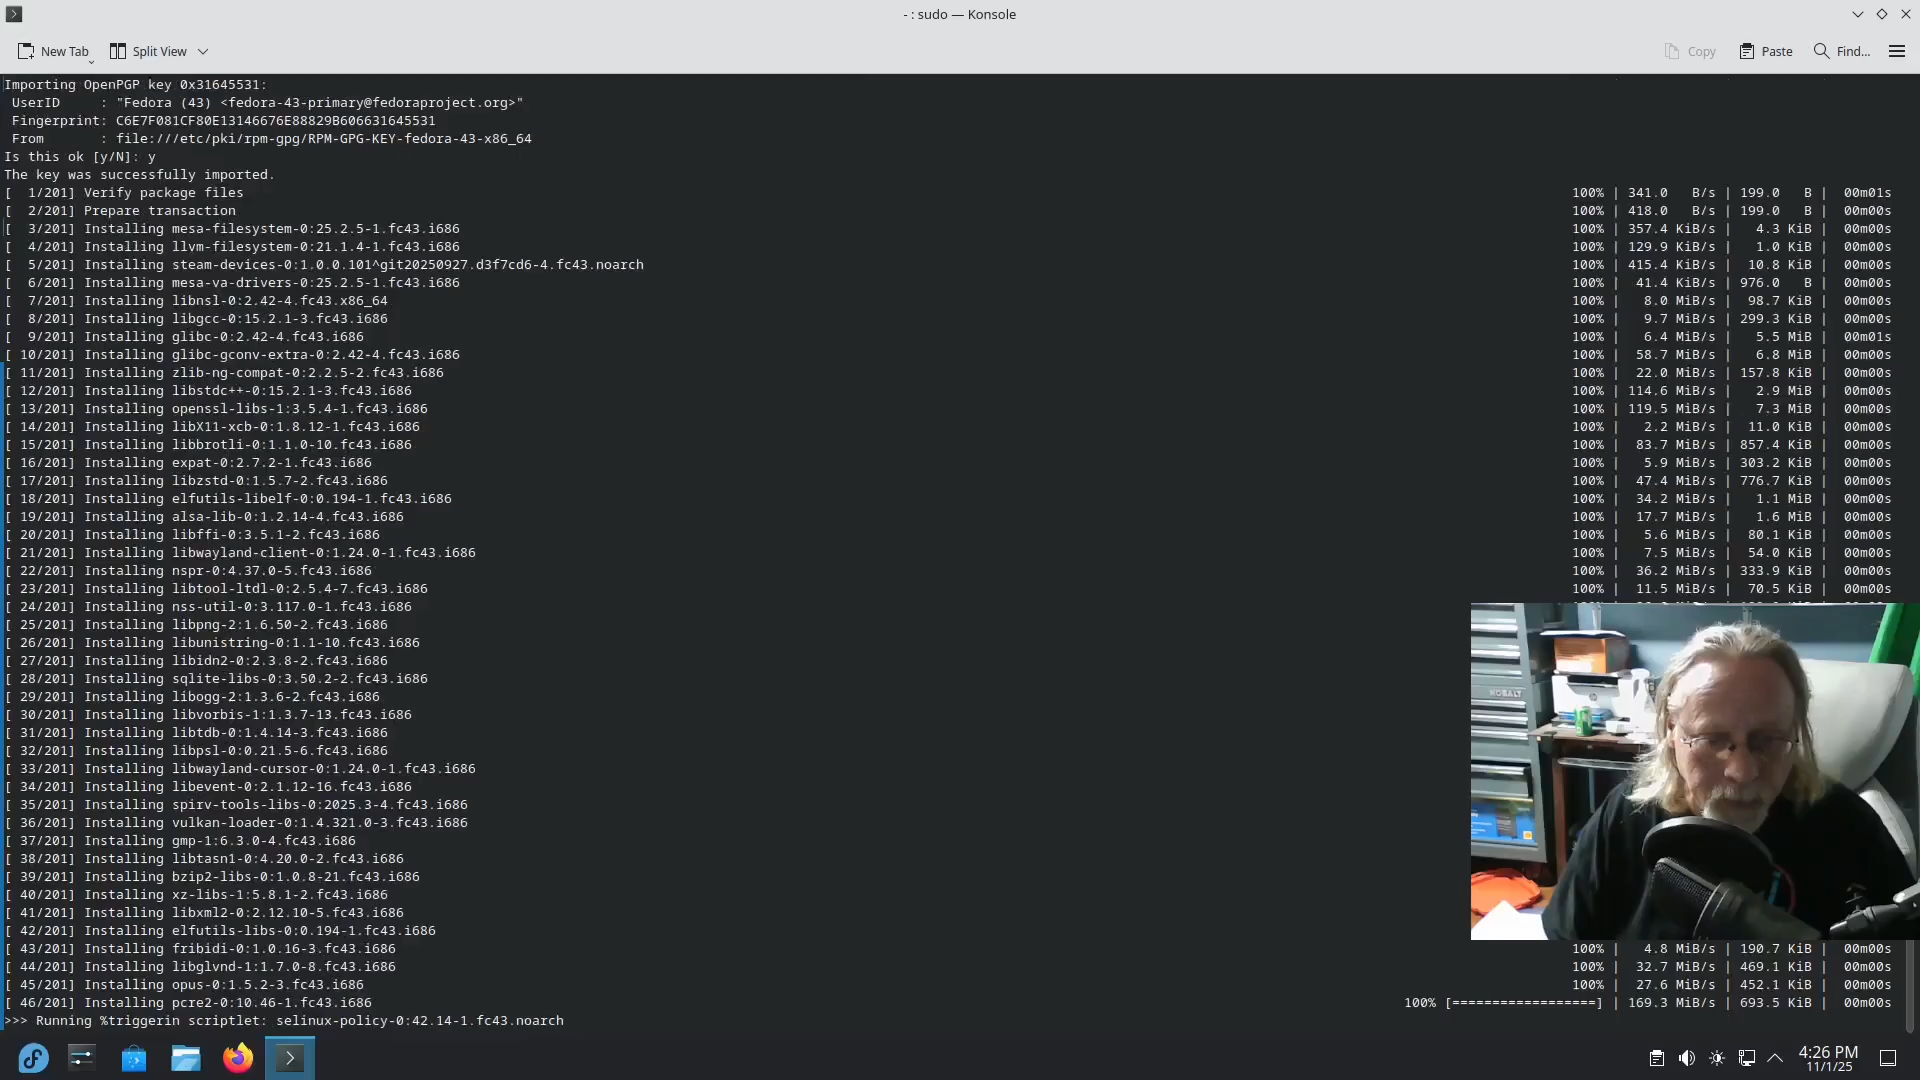 - : sudo — Konsole
New Tab Split View Copy Paste Find...
Importing OpenPGP key 0x31645531:
UserID     : "Fedora (43) <fedora-43-primary@fedoraproject.org>"
Fingerprint: C6E7F081CF80E13146676E88829B606631645531
From       : file:///etc/pki/rpm-gpg/RPM-GPG-KEY-fedora-43-x86_64
Is this ok [y/N]: y
The key was successfully imported.
[  1/201] Verify package files 100% | 341.0   B/s | 199.0   B |  00m01s
[  2/201] Prepare transaction 100% | 418.0   B/s | 199.0   B |  00m00s
[  3/201] Installing mesa-filesystem-0:25.2.5-1.fc43.i686 100% | 357.4 KiB/s |   4.3 KiB |  00m00s
[  4/201] Installing llvm-filesystem-0:21.1.4-1.fc43.i686 100% | 129.9 KiB/s |   1.0 KiB |  00m00s
[  5/201] Installing steam-devices-0:1.0.0.101^git20250927.d3f7cd6-4.fc43.noarch 100% | 415.4 KiB/s |  10.8 KiB |  00m00s
[  6/201] Installing mesa-va-drivers-0:25.2.5-1.fc43.i686 100% |  41.4 KiB/s | 976.0   B |  00m00s
[  7/201] Installing libnsl-0:2.42-4.fc43.x86_64 100% |   8.0 MiB/s |  98.7 KiB |  00m00s
[  8/201] Installing libgcc-0:15.2.1-3.fc43.i686 100% |   9.7 MiB/s | 299.3 KiB |  00m00s
[  9/201] Installing glibc-0:2.42-4.fc43.i686 100% |   6.4 MiB/s |   5.5 MiB |  00m01s
[ 10/201] Installing glibc-gconv-extra-0:2.42-4.fc43.i686 100% |  58.7 MiB/s |   6.8 MiB |  00m00s
[ 11/201] Installing zlib-ng-compat-0:2.2.5-2.fc43.i686 100% |  22.0 MiB/s | 157.8 KiB |  00m00s
[ 12/201] Installing libstdc++-0:15.2.1-3.fc43.i686 100% | 114.6 MiB/s |   2.9 MiB |  00m00s
[ 13/201] Installing openssl-libs-1:3.5.4-1.fc43.i686 100% | 119.5 MiB/s |   7.3 MiB |  00m00s
[ 14/201] Installing libX11-xcb-0:1.8.12-1.fc43.i686 100% |   2.2 MiB/s |  11.0 KiB |  00m00s
[ 15/201] Installing libbrotli-0:1.1.0-10.fc43.i686 100% |  83.7 MiB/s | 857.4 KiB |  00m00s
[ 16/201] Installing expat-0:2.7.2-1.fc43.i686 100% |   5.9 MiB/s | 303.2 KiB |  00m00s
[ 17/201] Installing libzstd-0:1.5.7-2.fc43.i686 100% |  47.4 MiB/s | 776.7 KiB |  00m00s
[ 18/201] Installing elfutils-libelf-0:0.194-1.fc43.i686 100% |  34.2 MiB/s |   1.1 MiB |  00m00s
[ 19/201] Installing alsa-lib-0:1.2.14-4.fc43.i686 100% |  17.7 MiB/s |   1.6 MiB |  00m00s
[ 20/201] Installing libffi-0:3.5.1-2.fc43.i686 100% |   5.6 MiB/s |  80.1 KiB |  00m00s
[ 21/201] Installing libwayland-client-0:1.24.0-1.fc43.i686 100% |   7.5 MiB/s |  54.0 KiB |  00m00s
[ 22/201] Installing nspr-0:4.37.0-5.fc43.i686 100% |  36.2 MiB/s | 333.9 KiB |  00m00s
[ 23/201] Installing libtool-ltdl-0:2.5.4-7.fc43.i686 100% |  11.5 MiB/s |  70.5 KiB |  00m00s
[ 24/201] Installing nss-util-0:3.117.0-1.fc43.i686
[ 25/201] Installing libpng-2:1.6.50-2.fc43.i686
[ 26/201] Installing libunistring-0:1.1-10.fc43.i686
[ 27/201] Installing libidn2-0:2.3.8-2.fc43.i686
[ 28/201] Installing sqlite-libs-0:3.50.2-2.fc43.i686
[ 29/201] Installing libogg-2:1.3.6-2.fc43.i686
[ 30/201] Installing libvorbis-1:1.3.7-13.fc43.i686
[ 31/201] Installing libtdb-0:1.4.14-3.fc43.i686
[ 32/201] Installing libpsl-0:0.21.5-6.fc43.i686
[ 33/201] Installing libwayland-cursor-0:1.24.0-1.fc43.i686
[ 34/201] Installing libevent-0:2.1.12-16.fc43.i686
[ 35/201] Installing spirv-tools-libs-0:2025.3-4.fc43.i686
[ 36/201] Installing vulkan-loader-0:1.4.321.0-3.fc43.i686
[ 37/201] Installing gmp-1:6.3.0-4.fc43.i686
[ 38/201] Installing libtasn1-0:4.20.0-2.fc43.i686
[ 39/201] Installing bzip2-libs-0:1.0.8-21.fc43.i686
[ 40/201] Installing xz-libs-1:5.8.1-2.fc43.i686
[ 41/201] Installing libxml2-0:2.12.10-5.fc43.i686
[ 42/201] Installing elfutils-libs-0:0.194-1.fc43.i686
[ 43/201] Installing fribidi-0:1.0.16-3.fc43.i686 100% |   4.8 MiB/s | 190.7 KiB |  00m00s
[ 44/201] Installing libglvnd-1:1.7.0-8.fc43.i686 100% |  32.7 MiB/s | 469.1 KiB |  00m00s
[ 45/201] Installing opus-0:1.5.2-3.fc43.i686 100% |  27.6 MiB/s | 452.1 KiB |  00m00s
[ 46/201] Installing pcre2-0:10.46-1.fc43.i686 100% [==================] | 169.3 MiB/s | 693.5 KiB |  00m00s
>>> Running %triggerin scriptlet: selinux-policy-0:42.14-1.fc43.noarch
KOBALT
4:26 PM
11/1/25